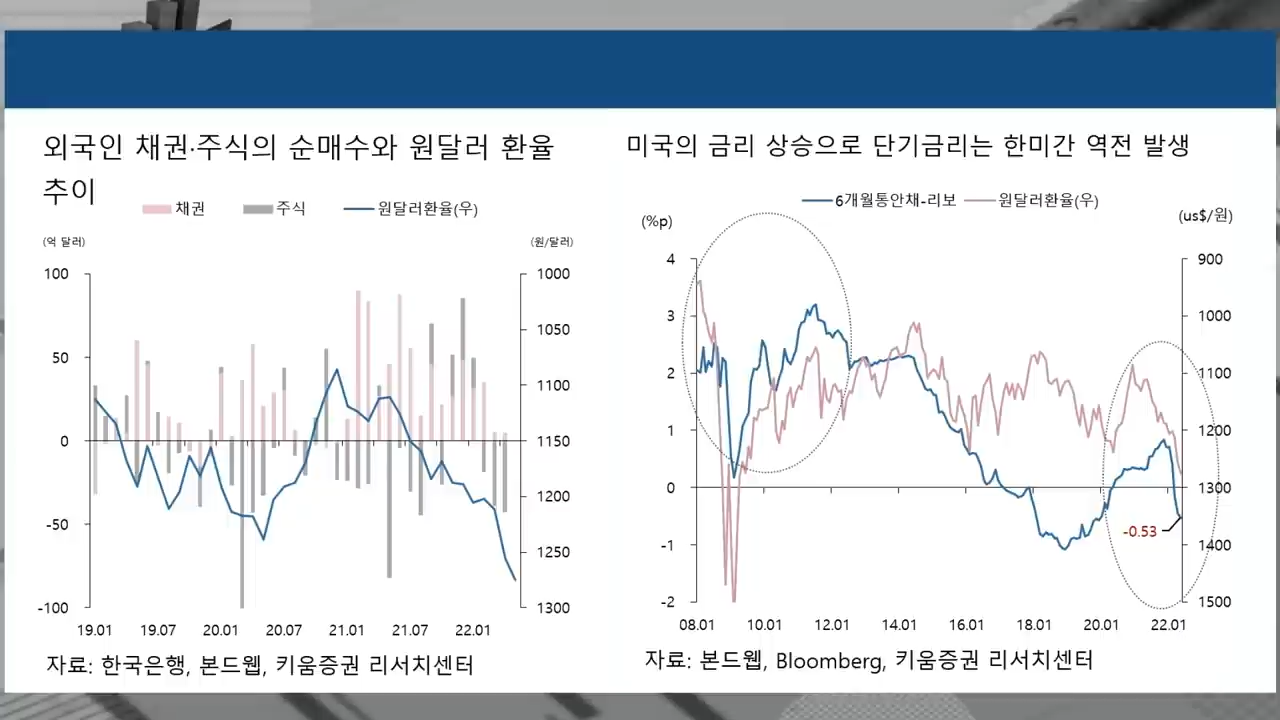 외국인 채권·주식의 순매수와 원달러 환율
추이
채권 주식 원달러환율(우)
(억 달러) (원/달러)
100 1000
1050
50 1100
0 1150
1200
-50
1250
-100 1300
19.01 19.07 20.01 20.07 21.01 21.07 22.01
자료: 한국은행, 본드웹, 키움증권 리서치센터
미국의 금리 상승으로 단기금리는 한미간 역전 발생
6개월통안채-리보 원달러환율(우)
(%p) (us$/원)
4 900
3 1000
2 1100
1 1200
0 1300
-0.53
-1 1400
-2 1500
08.01 10.01 12.01 14.01 16.01 18.01 20.01 22.01
자료: 본드웹, Bloomberg, 키움증권 리서치센터